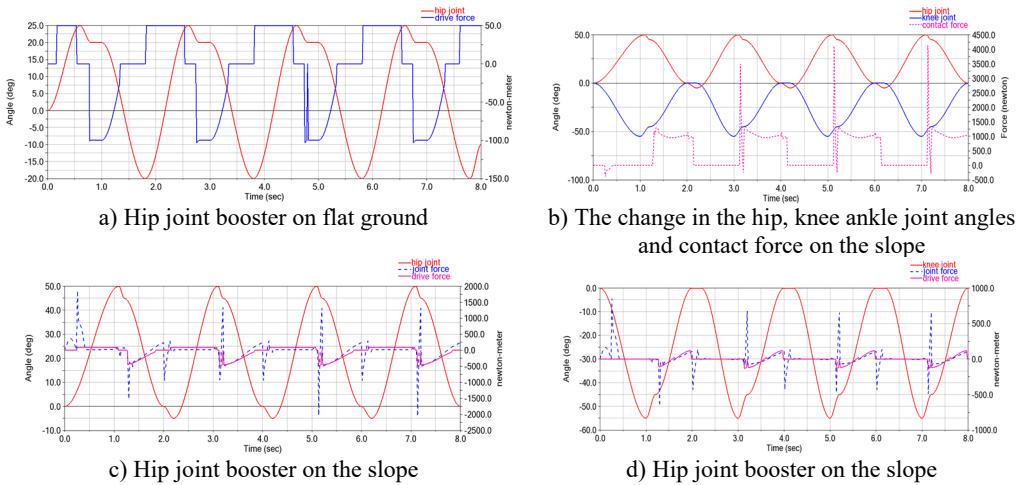 hip joint
drive force
25.0
20.0
15.0
10.0
5.0
0.0
-5.0
-10.0
-15.0
-20.0
Angle (deg)
50.0
0.0
-50.0
-100.0
-150.0
newton-meter
0.0 1.0 2.0 3.0 4.0 5.0 6.0 7.0 8.0
Time (sec)
a) Hip joint booster on flat ground
hip joint
knee joint
contact force
50.0
0.0
-50.0
-100.0
Angle (deg)
4500.0
4000.0
3500.0
3000.0
2500.0
2000.0
1500.0
1000.0
500.0
0.0
-500.0
Force (newton)
0.0 1.0 2.0 3.0 4.0 5.0 6.0 7.0 8.0
Time (sec)
b) The change in the hip, knee ankle joint angles
and contact force on the slope
hip joint
joint force
drive force
50.0
40.0
30.0
20.0
10.0
0.0
-10.0
Angle (deg)
2000.0
1500.0
1000.0
500.0
0.0
-500.0
-1000.0
-1500.0
-2000.0
-2500.0
newton-meter
0.0 1.0 2.0 3.0 4.0 5.0 6.0 7.0 8.0
Time (sec)
c) Hip joint booster on the slope
knee joint
joint force
drive force
0.0
-10.0
-20.0
-30.0
-40.0
-50.0
-60.0
Angle (deg)
1000.0
500.0
0.0
-500.0
-1000.0
newton-meter
0.0 1.0 2.0 3.0 4.0 5.0 6.0 7.0 8.0
Time (sec)
d) Hip joint booster on the slope